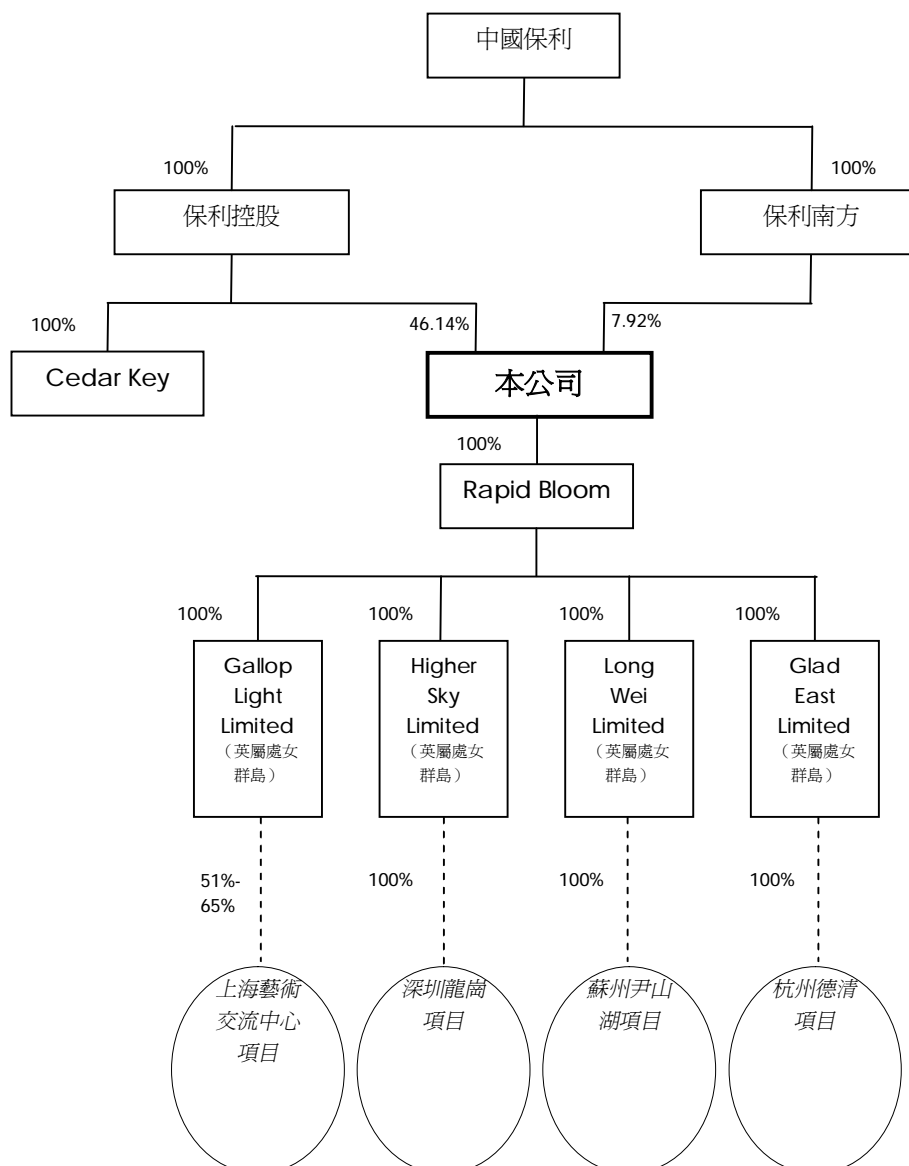 中國保利
100%
100%
保利控股
保利南方
100%
46.14%
7.92%
Cedar Key
本公司
100%
Rapid Bloom
100%
100%
100%
100%
Gallop
Light
Limited
（英屬處女
群島）
Higher
Sky
Limited
（英屬處女
群島）
Long
Wei
Limited
（英屬處女
群島）
Glad
East
Limited
（英屬處女
群島）
51%-
65%
100%
100%
100%
上海藝術
交流中心
項目
深圳龍崗
項目
蘇州尹山
湖項目
杭州德清
項目